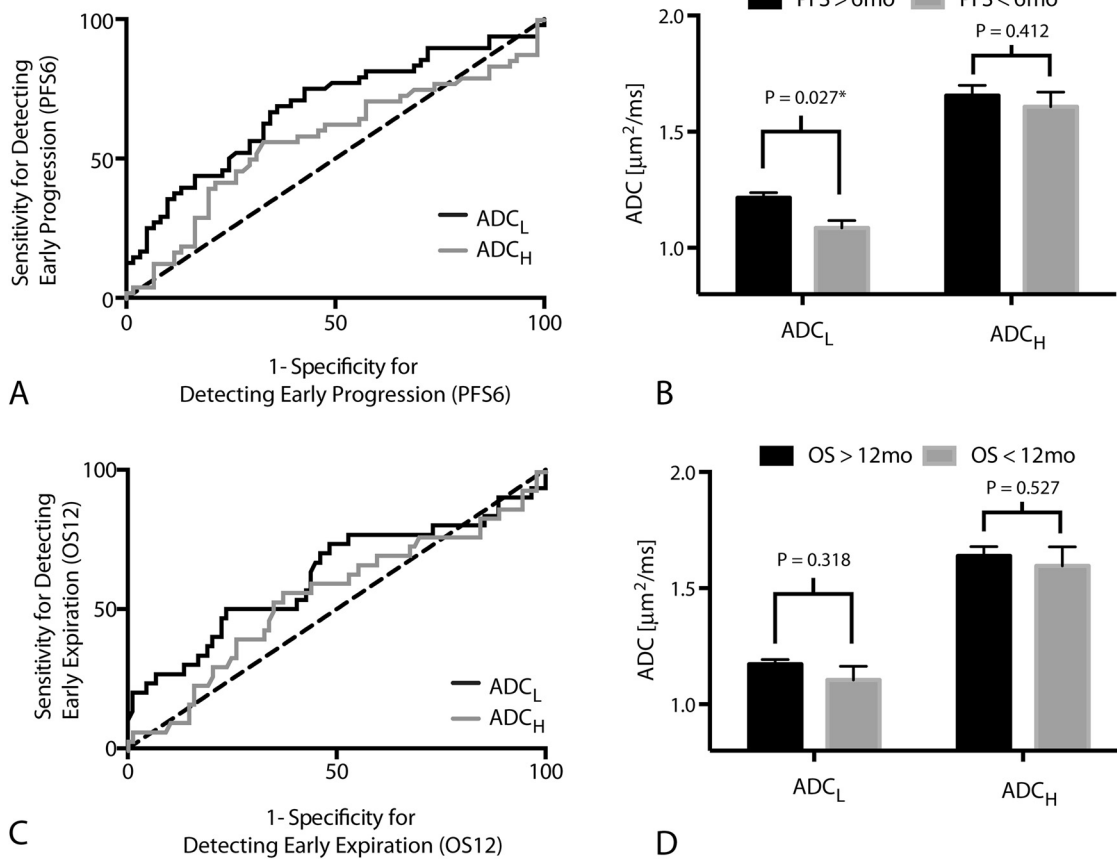 PFS > 6mo PFS < 6mo
100
50
0
0 50 100
Sensitivity for Detecting
Early Progression (PFS6)
ADCL
ADCH
1- Specificity for
Detecting Early Progression (PFS6)
A
2.0
1.5
1.0
ADC [μm²/ms]
P = 0.027*
P = 0.412
ADCL
ADCH
B
100
50
0
0 50 100
Sensitivity for Detecting
Early Expiration (OS12)
ADCL
ADCH
1- Specificity for
Detecting Early Expiration (OS12)
C
OS > 12mo OS < 12mo
2.0
1.5
1.0
ADC [μm²/ms]
P = 0.318
P = 0.527
ADCL
ADCH
D